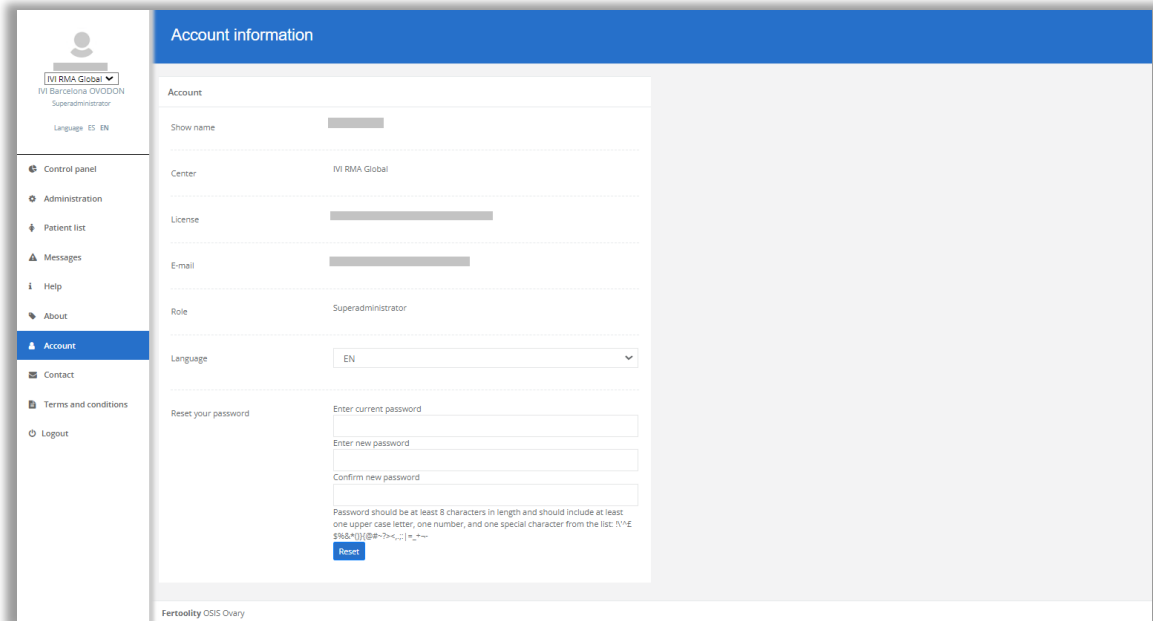 Account information
IVI RMA Global
IVI Barcelona OVODON
Superadministrator
Language ES EN
Control panel
Administration
Patient list
Messages
Help
About
Account
Contact
Terms and conditions
Logout
Account
Show name
Center IVI RMA Global
License
E-mail
Role Superadministrator
Language EN
Reset your password
Enter current password
Enter new password
Confirm new password
Password should be at least 8 characters in length and should include at least
one upper case letter, one number, and one special character from the list: !\'^£
$%&*()}{@#~?><,.;:|=_+¬-
Reset
Fertoolity OSIS Ovary